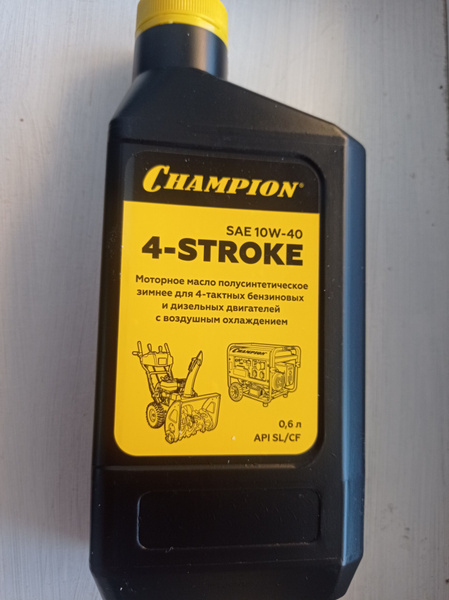 CHAMPION®
SAE 10W-40
4-STROKE
Моторное масло полусинтетическое
зимнее для 4-тактных бензиновых
и дизельных двигателей
с воздушным охлаждением
CHAMPION
0,6 л
API SL/CF